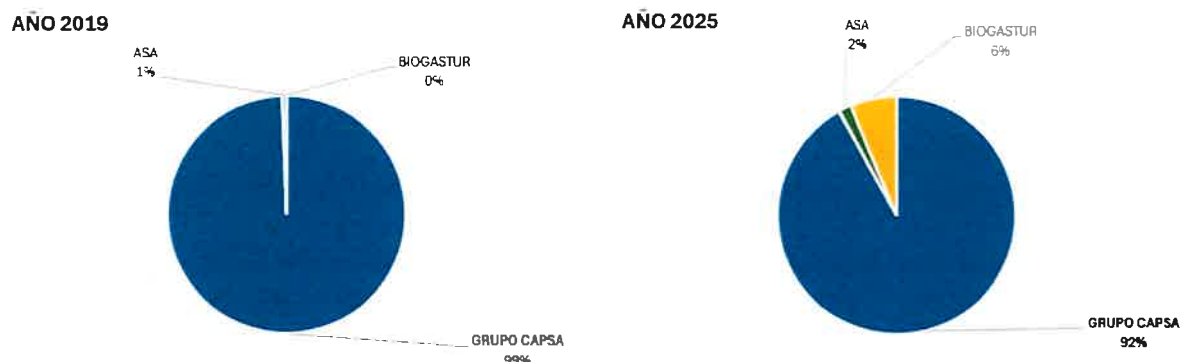 AÑO 2019
ASA
1%
BIOGASTUR
0%
GRUPO CAPSA
99%
AÑO 2025
ASA
2%
BIOGASTUR
6%
GRUPO CAPSA
92%